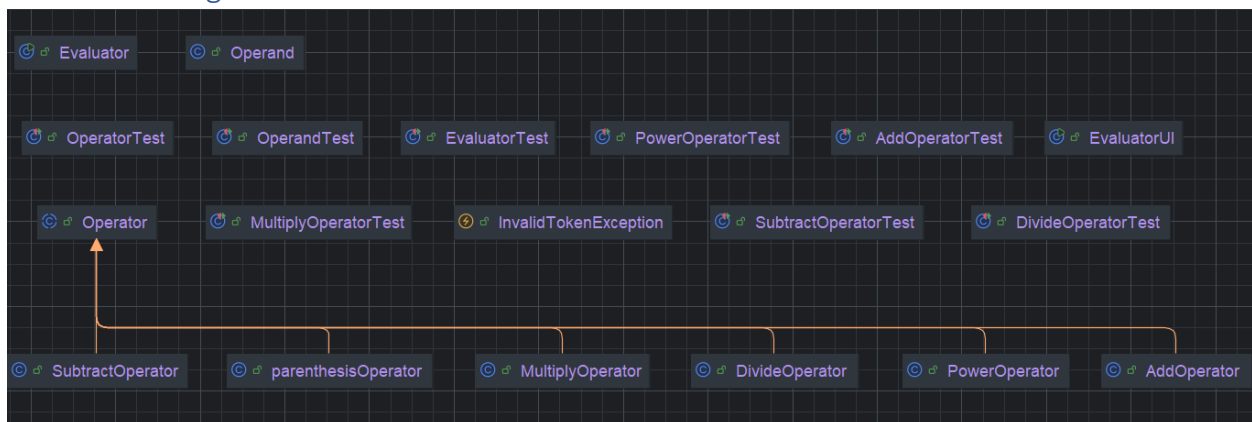 Evaluator Operand
OperatorTest OperandTest EvaluatorTest PowerOperatorTest AddOperatorTest EvaluatorUI
Operator MultiplyOperatorTest InvalidTokenException SubtractOperatorTest DivideOperatorTest
SubtractOperator parenthesisOperator MultiplyOperator DivideOperator PowerOperator AddOperator